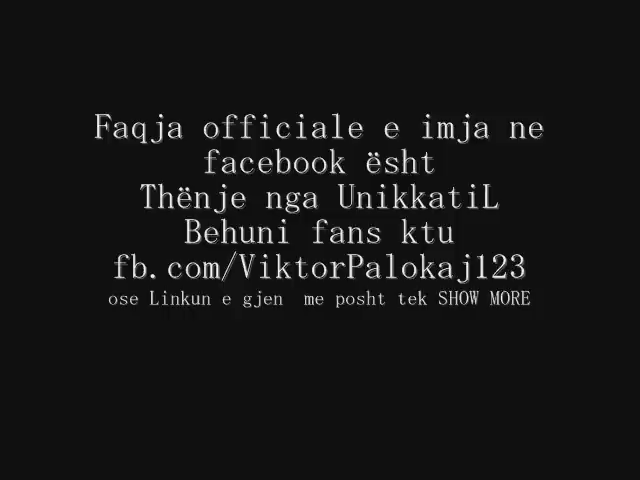 Faqja officiale e imja ne
facebook ësht
Thënje nga UnikkatiL
Behuni fans ktu
fb.com/ViktorPalokaj123
ose Linkun e gjen me posht tek SHOW MORE